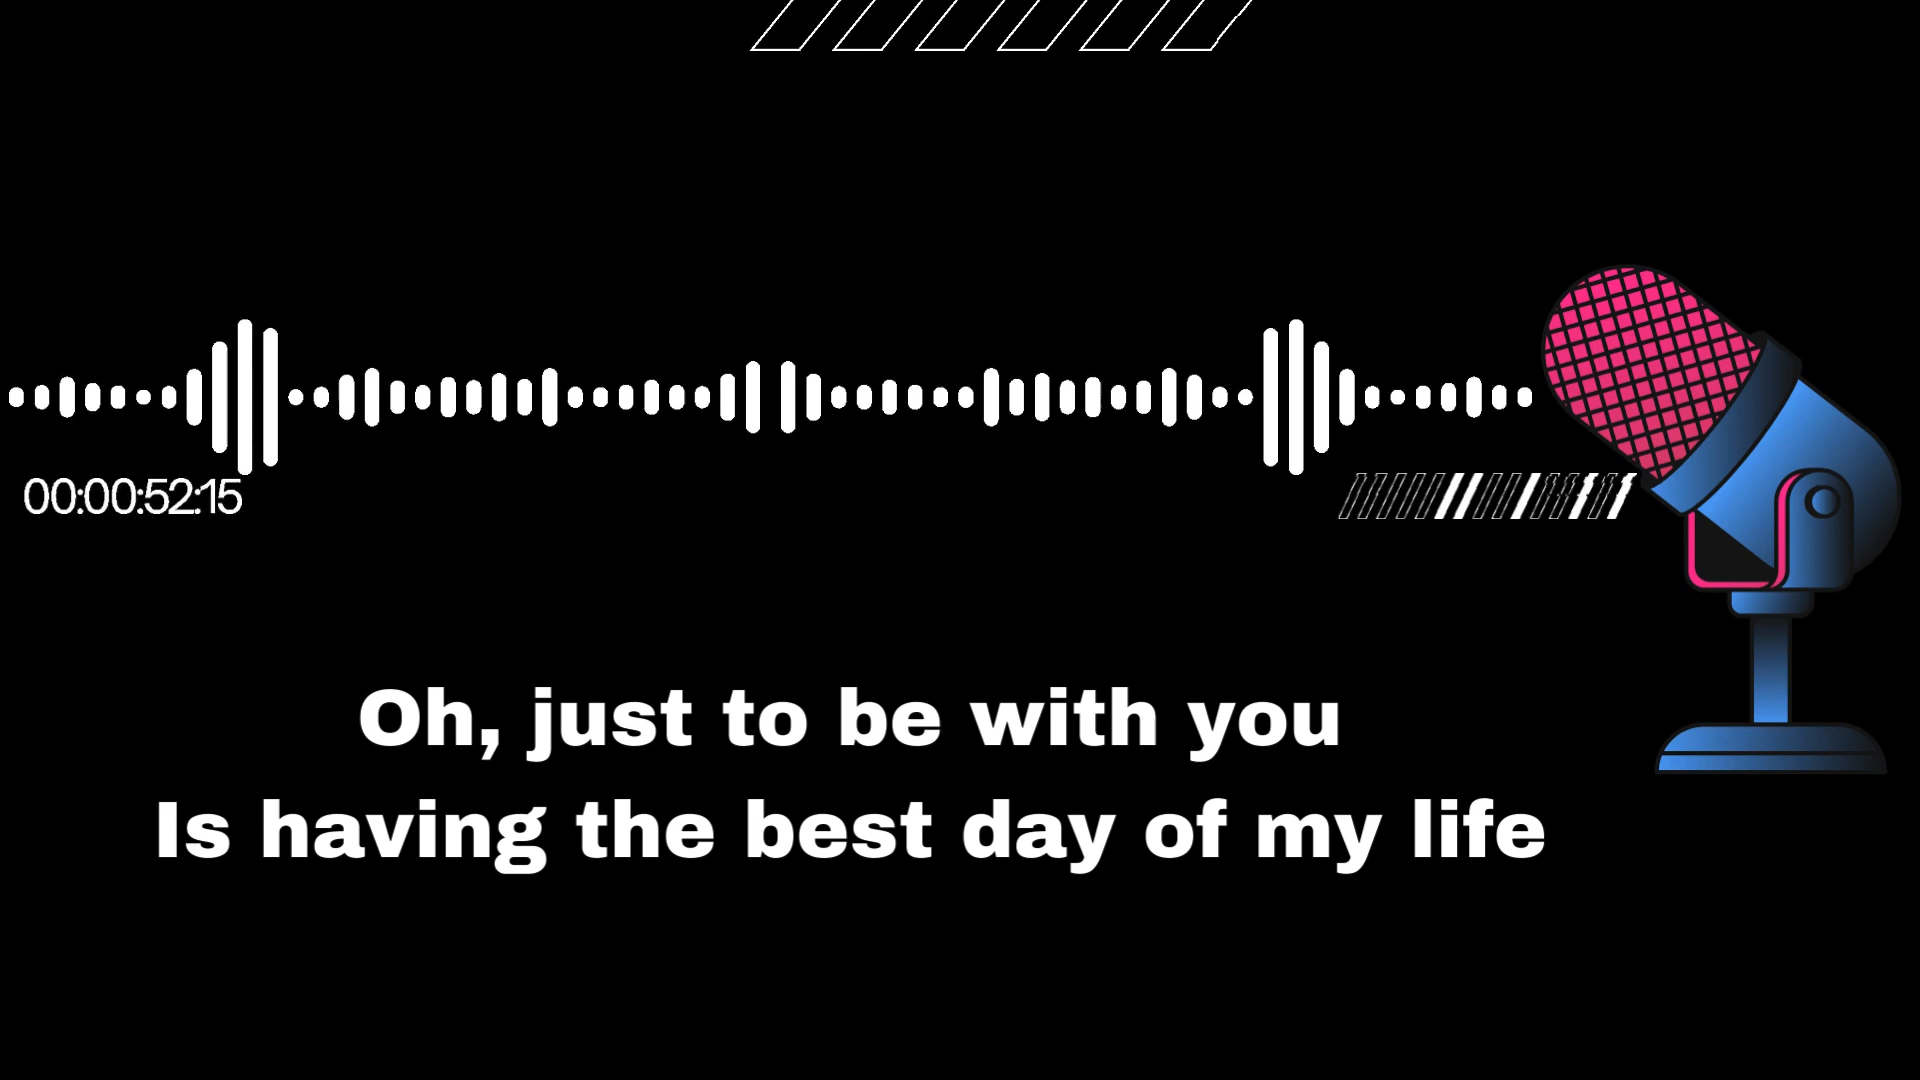 00:00:52:15
Oh, just to be with you
Is having the best day of my life